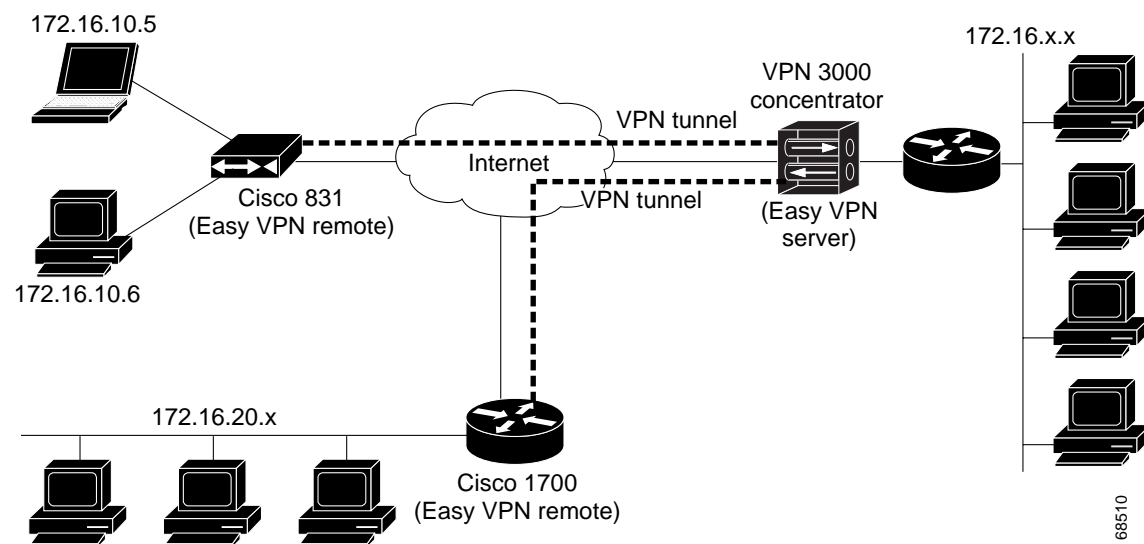 172.16.10.5
172.16.x.x
VPN 3000
concentrator
VPN tunnel
Internet
Cisco 831
(Easy VPN remote)
VPN tunnel
(Easy VPN
server)
172.16.10.6
172.16.20.x
Cisco 1700
(Easy VPN remote)
68510